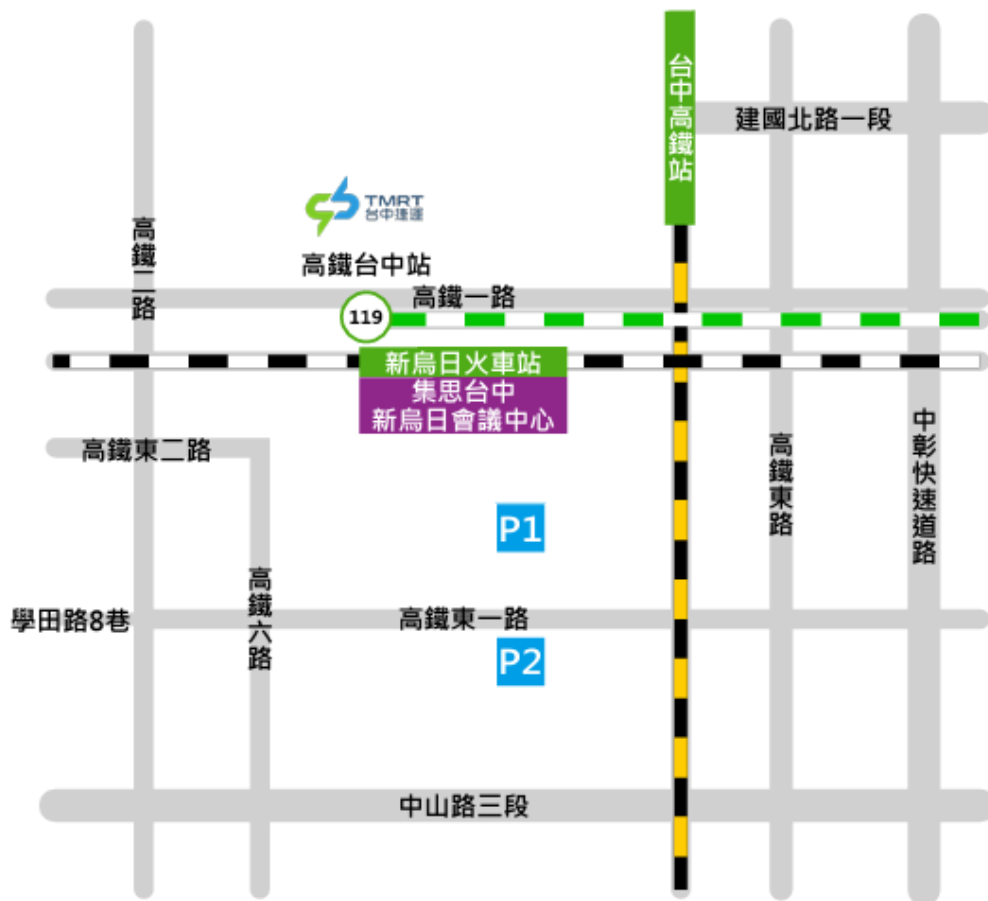 台中高鐵站
建國北路一段
TMRT
台中捷運
高鐵二路
高鐵台中站
高鐵一路
119
新烏日火車站
集思台中
新烏日會議中心
高鐵東二路
高鐵東路
中彰快速道路
P1
高鐵六路
學田路8巷
高鐵東一路
P2
中山路三段